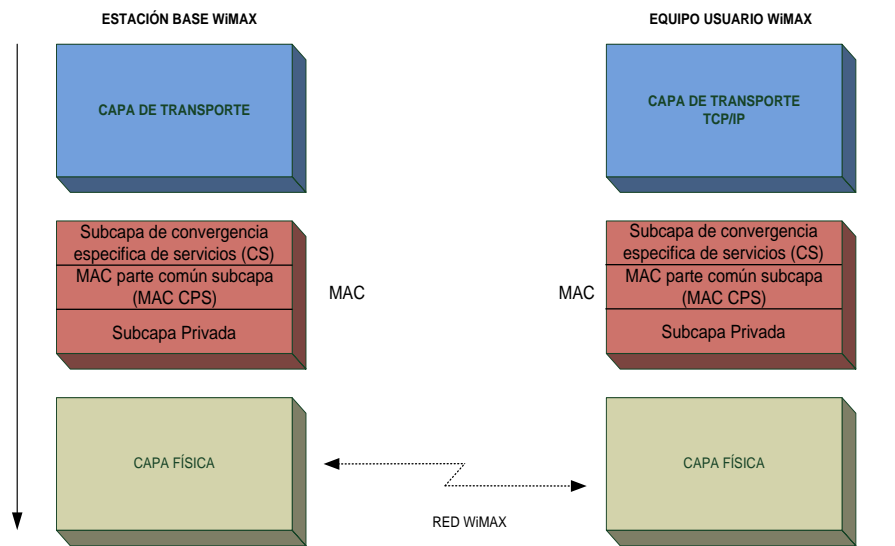 ESTACIÓN BASE WiMAX
CAPA DE TRANSPORTE
Subcapa de convergencia
especifica de servicios (CS)
MAC parte común subcapa
(MAC CPS)
Subcapa Privada
MAC
CAPA FÍSICA
EQUIPO USUARIO WiMAX
CAPA DE TRANSPORTE
TCP/IP
MAC
Subcapa de convergencia
especifica de servicios (CS)
MAC parte común subcapa
(MAC CPS)
Subcapa Privada
CAPA FÍSICA
RED WiMAX